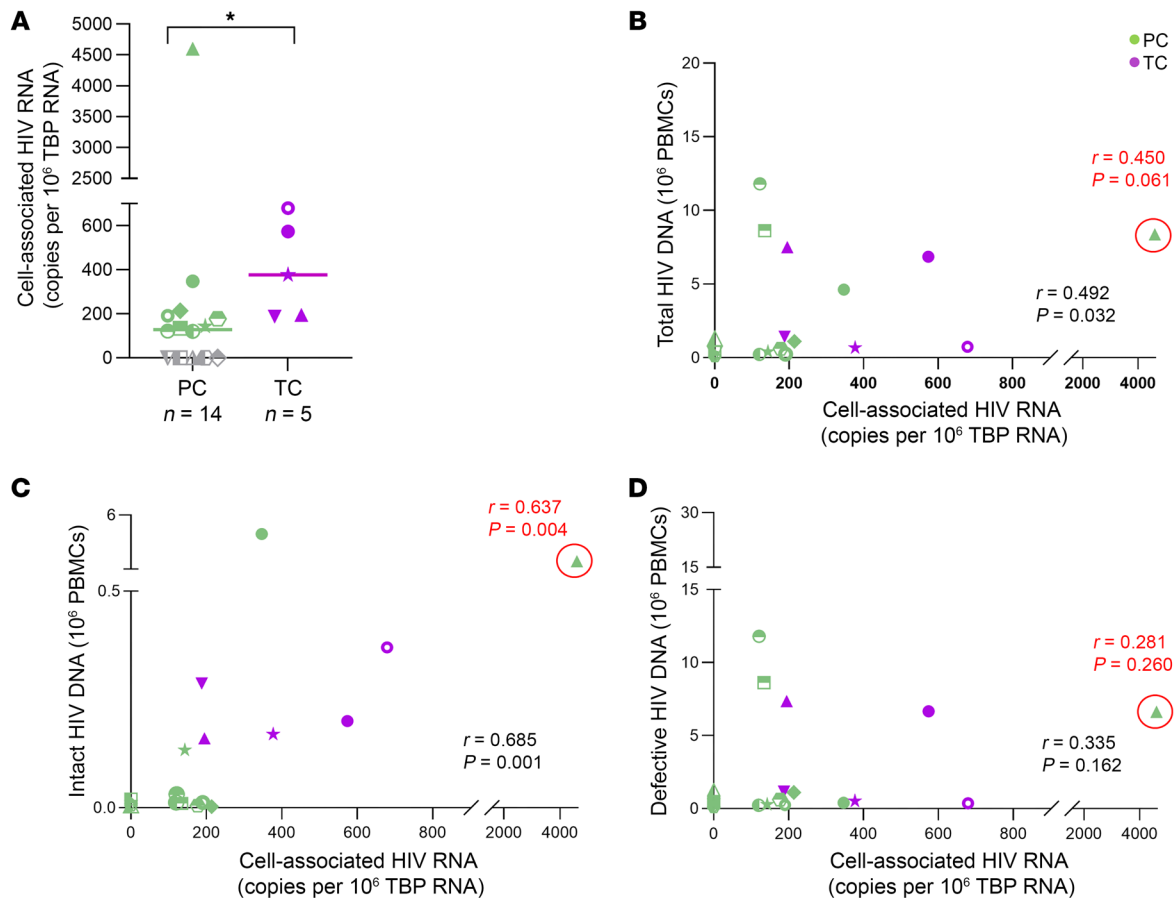 A
Cell-associated HIV RNA
(copies per 10⁶ TBP RNA)
5000
4500
4000
3500
3000
2500
600
400
200
0
*
PC
n = 14
TC
n = 5
B
PC
TC
Total HIV DNA (10⁶ PBMCs)
20
15
10
5
0
r = 0.450
P = 0.061
r = 0.492
P = 0.032
0 200 400 600 800 2000 4000
Cell-associated HIV RNA
(copies per 10⁶ TBP RNA)
C
Intact HIV DNA (10⁶ PBMCs)
6
0.5
0.0
r = 0.637
P = 0.004
r = 0.685
P = 0.001
0 200 400 600 800 2000 4000
Cell-associated HIV RNA
(copies per 10⁶ TBP RNA)
D
Defective HIV DNA (10⁶ PBMCs)
30
15
15
10
5
0
r = 0.281
P = 0.260
r = 0.335
P = 0.162
0 200 400 600 800 2000 4000
Cell-associated HIV RNA
(copies per 10⁶ TBP RNA)